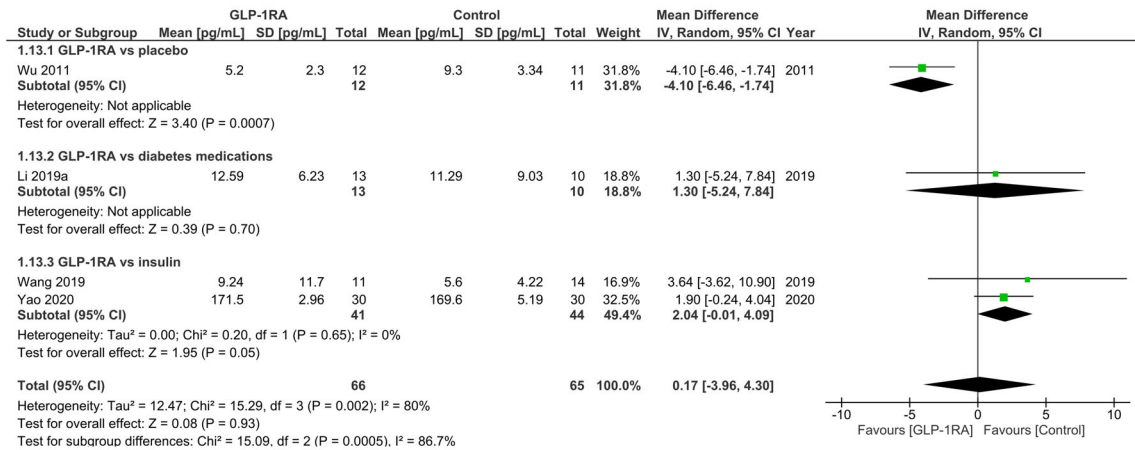 GLP-1RA Control Mean Difference Mean Difference
Study or Subgroup Mean [pg/mL] SD [pg/mL] Total Mean [pg/mL] SD [pg/mL] Total Weight IV, Random, 95% CI Year IV, Random, 95% CI
1.13.1 GLP-1RA vs placebo
Wu 2011 5.2 2.3 12 9.3 3.34 11 31.8% -4.10 [-6.46, -1.74] 2011
Subtotal (95% CI) 12 11 31.8% -4.10 [-6.46, -1.74]
Heterogeneity: Not applicable
Test for overall effect: Z = 3.40 (P = 0.0007)
1.13.2 GLP-1RA vs diabetes medications
Li 2019a 12.59 6.23 13 11.29 9.03 10 18.8% 1.30 [-5.24, 7.84] 2019
Subtotal (95% CI) 13 10 18.8% 1.30 [-5.24, 7.84]
Heterogeneity: Not applicable
Test for overall effect: Z = 0.39 (P = 0.70)
1.13.3 GLP-1RA vs insulin
Wang 2019 9.24 11.7 11 5.6 4.22 14 16.9% 3.64 [-3.62, 10.90] 2019
Yao 2020 171.5 2.96 30 169.6 5.19 30 32.5% 1.90 [-0.24, 4.04] 2020
Subtotal (95% CI) 41 44 49.4% 2.04 [-0.01, 4.09]
Heterogeneity: Tau² = 0.00; Chi² = 0.20, df = 1 (P = 0.65); I² = 0%
Test for overall effect: Z = 1.95 (P = 0.05)
Total (95% CI) 66 65 100.0% 0.17 [-3.96, 4.30]
Heterogeneity: Tau² = 12.47; Chi² = 15.29, df = 3 (P = 0.002); I² = 80%
Test for overall effect: Z = 0.08 (P = 0.93)
Test for subgroup differences: Chi² = 15.09, df = 2 (P = 0.0005), I² = 86.7%
-10 -5 0 5 10
Favours [GLP-1RA] Favours [Control]